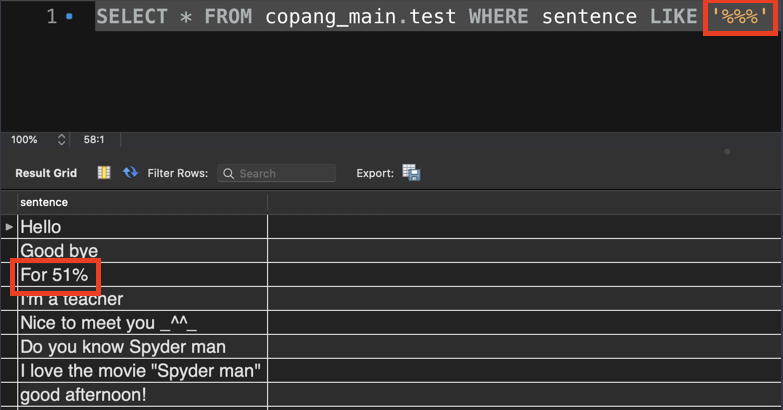 1 SELECT * FROM copang_main.test WHERE sentence LIKE '%%%'
100% 58:1
Result Grid Filter Rows: Search Export:
sentence
Hello
Good bye
For 51%
I'm a teacher
Nice to meet you _^^_
Do you know Spyder man
I love the movie "Spyder man"
good afternoon!